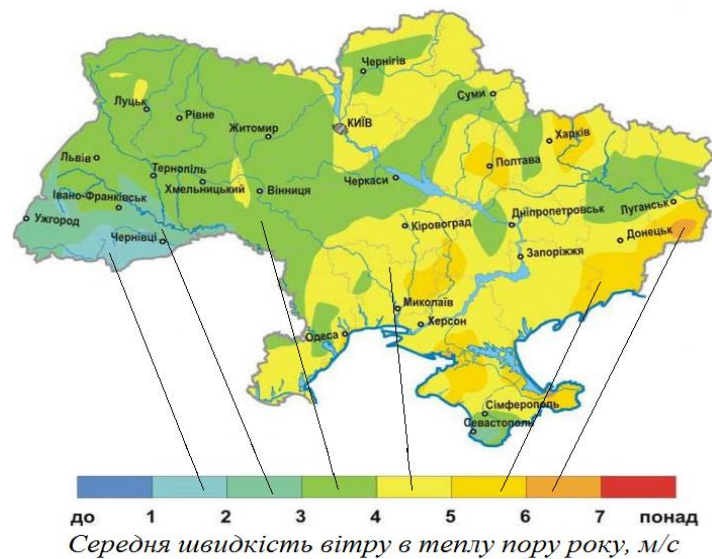 Чернігів
Луцьк
Рівне
Суми
Житомир
КИЇВ
Харків
Львів
Тернопіль
Полтава
Хмельницький
Вінниця
Черкаси
Івано-Франківськ
Луганськ
Ужгород
Дніпропетровськ
Кіровоград
Чернівці
Донецьк
Запоріжжя
Миколаїв
Херсон
Одеса
Сімферополь
Севастополь
до 1 2 3 4 5 6 7 понад
Середня швидкість вітру в теплу пору року, м/с